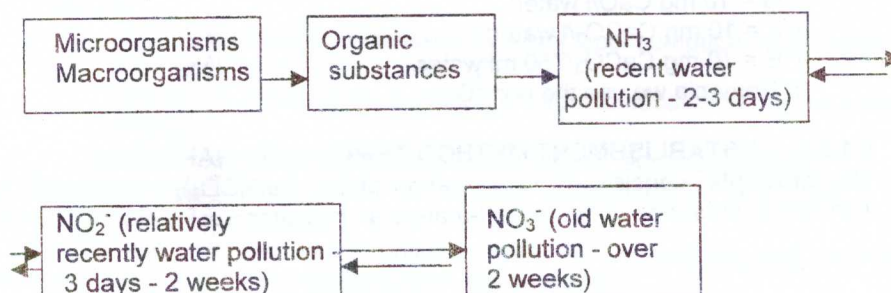 Microorganisms
Macroorganisms
Organic
substances
NH₃
(recent water
pollution - 2-3 days)
NO₂⁻ (relatively
recently water pollution
3 days - 2 weeks)
NO₃⁻ (old water
pollution - over
2 weeks)